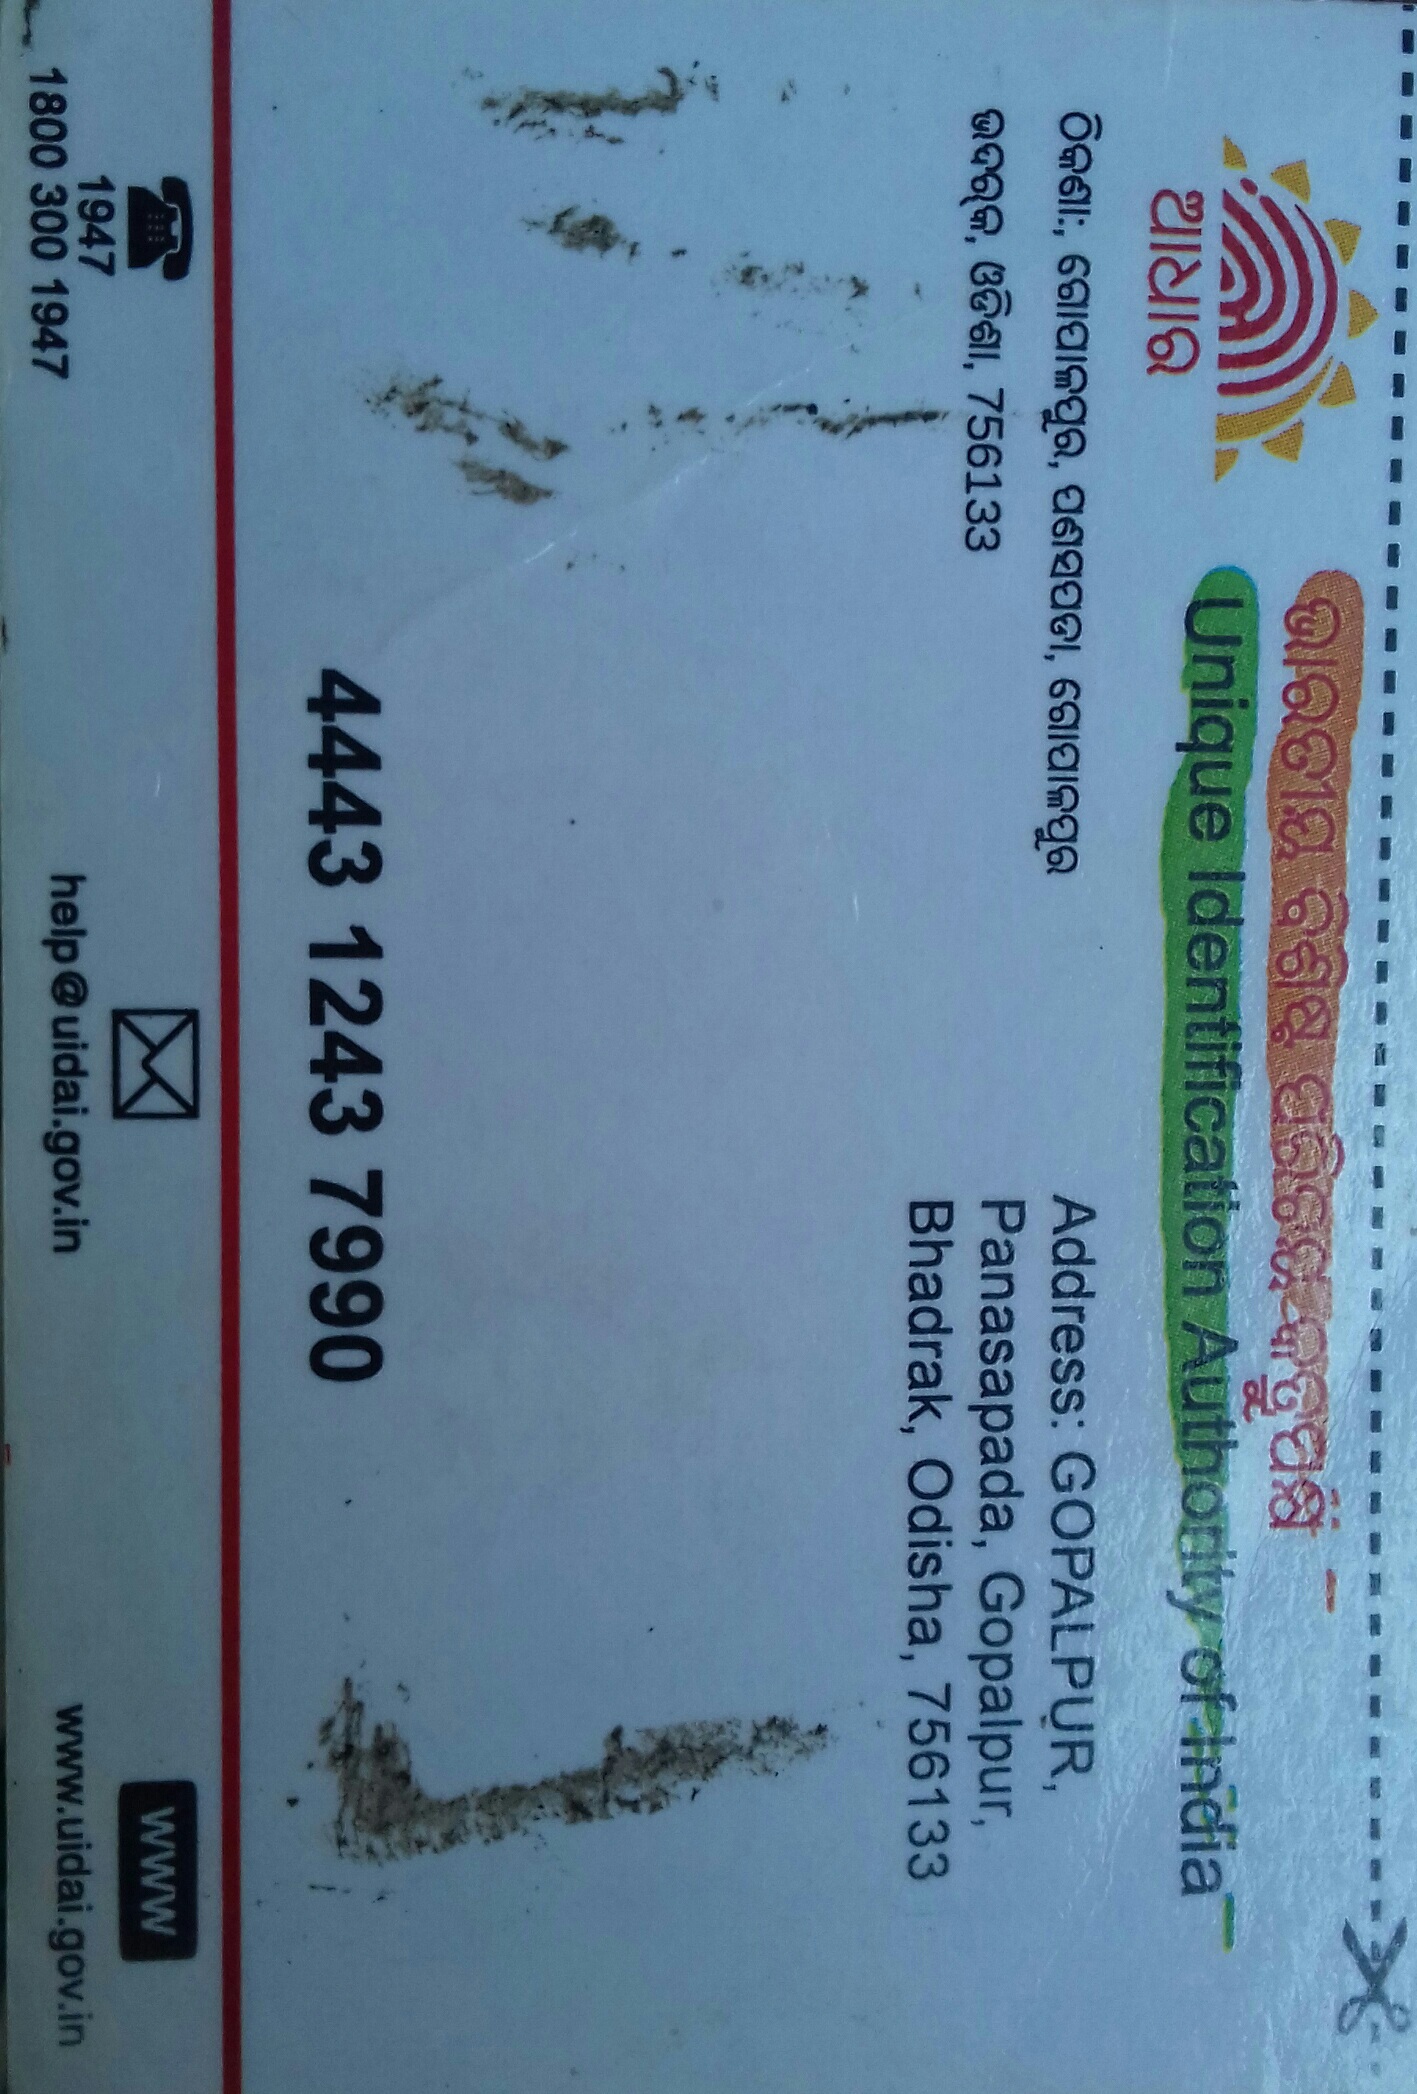 ଭାରତୀୟ ବିଶିଷ୍ଟ ପରିଚୟ ପ୍ରାଧିକରଣ
Unique Identification Authority of India
ଆଧାର
ଠିକଣା:, ଗୋପାଳପୁର, ପଣସପଦା, ଗୋପାଳପୁର
ଭଦ୍ରକ, ଓଡିଶା, 756133
Address: GOPALPUR,
Panasapada, Gopalpur,
Bhadrak, Odisha, 756133
4443 1243 7990
1947
1800 300 1947
help@uidai.gov.in
WWW
www.uidai.gov.in